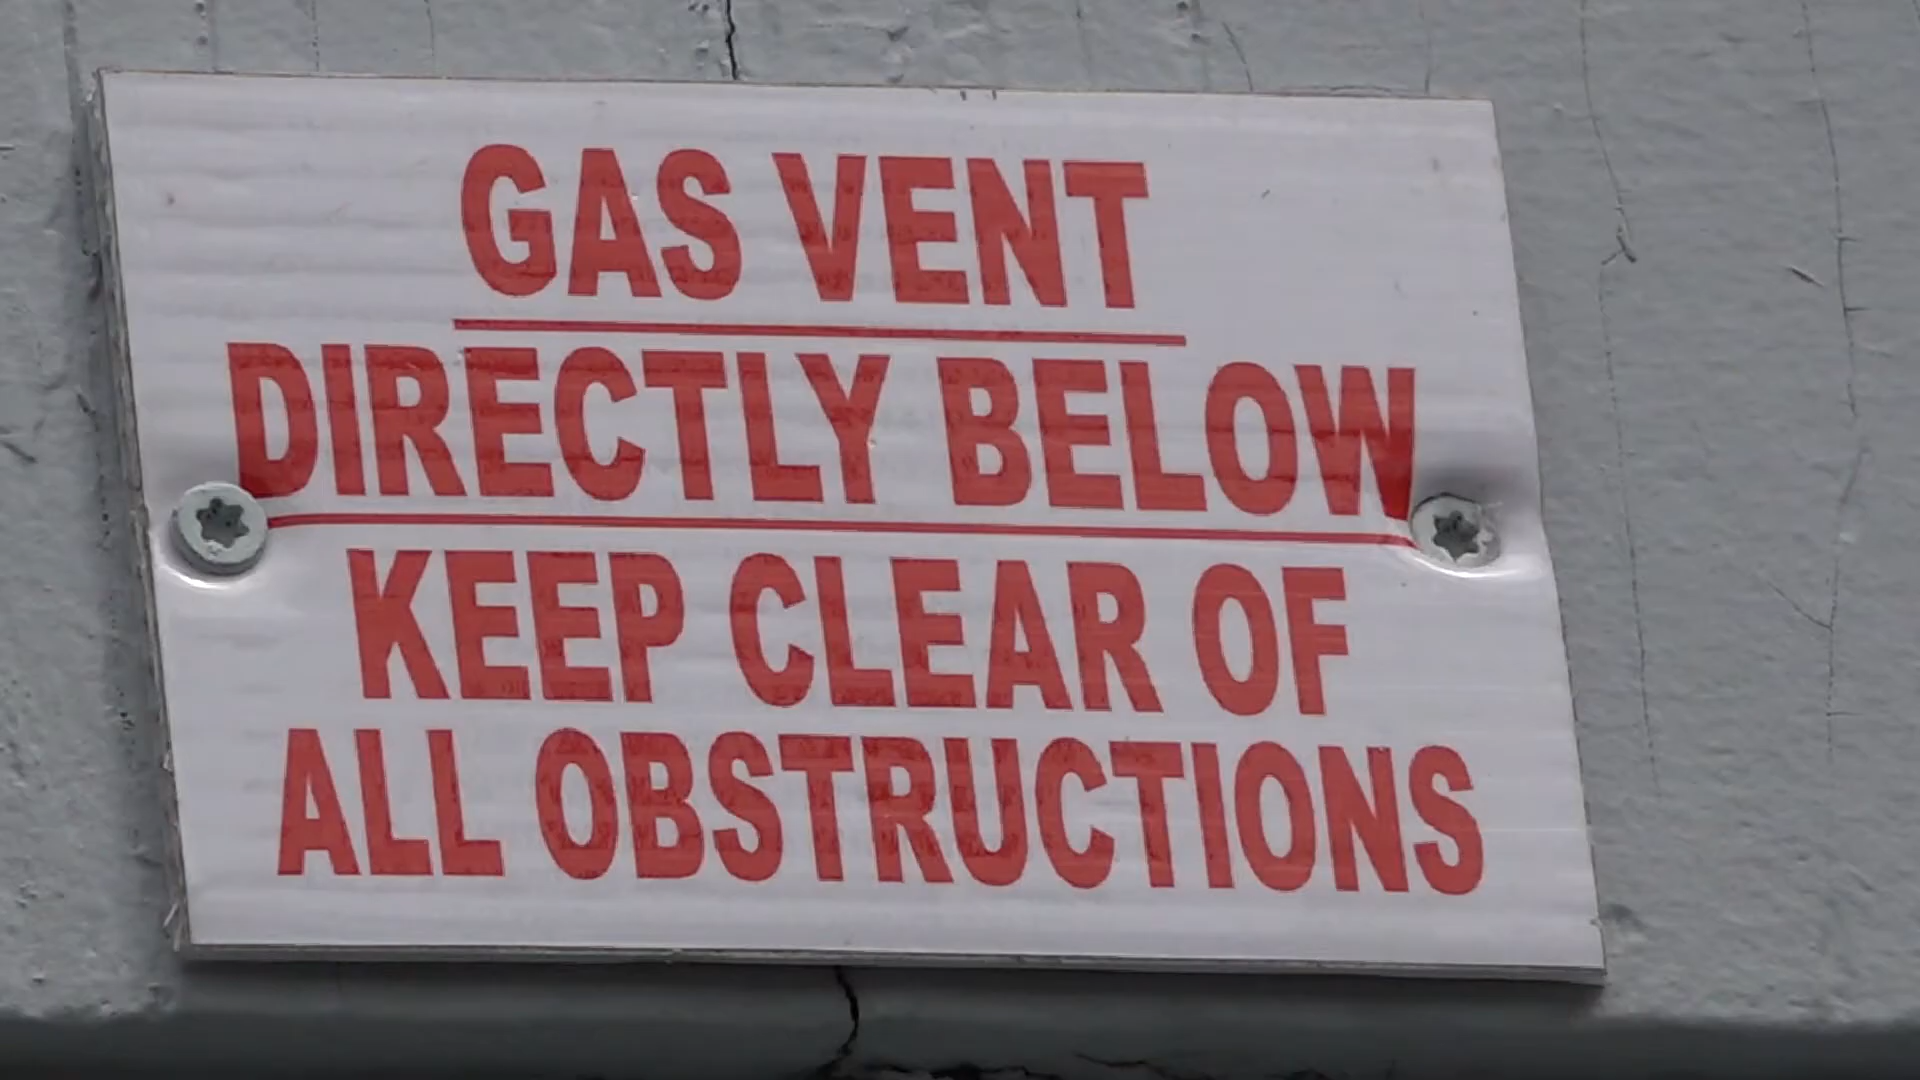 GAS VENT
DIRECTLY BELOW
KEEP CLEAR OF
ALL OBSTRUCTIONS